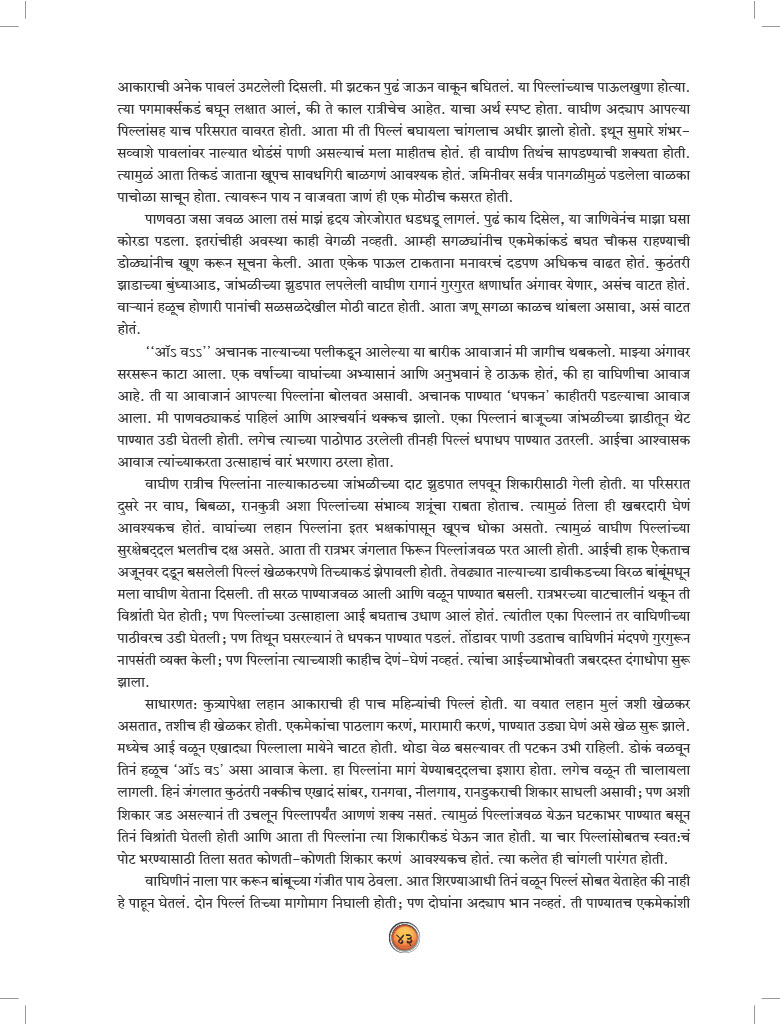 आकाराची अनेक पावलं उमटलेली दिसली. मी झटकन पुढं जाऊन वाकून बघितलं. या पिल्लांच्याच पाऊलखुणा होत्या.
त्या पगमार्क्सकडं बघून लक्षात आलं, की ते काल रात्रीचेच आहेत. याचा अर्थ स्पष्ट होता. वाघीण अद्याप आपल्या
पिल्लांसह याच परिसरात वावरत होती. आता मी ती पिल्लं बघायला चांगलाच अधीर झालो होतो. इथून सुमारे शंभर-
सव्वाशे पावलांवर नाल्यात थोडंसं पाणी असल्याचं मला माहीतच होतं. ही वाघीण तिथंच सापडण्याची शक्यता होती.
त्यामुळं आता तिकडं जाताना खूपच सावधगिरी बाळगणं आवश्यक होतं. जमिनीवर सर्वत्र पानगळीमुळं पडलेला वाळका
पाचोळा साचून होता. त्यावरून पाय न वाजवता जाणं ही एक मोठीच कसरत होती.
पाणवठा जसा जवळ आला तसं माझं हृदय जोरजोरात धडधडू लागलं. पुढं काय दिसेल, या जाणिवेनंच माझा घसा
कोरडा पडला. इतरांचीही अवस्था काही वेगळी नव्हती. आम्ही सगळ्यांनीच एकमेकांकडं बघत चौकस राहण्याची
डोळ्यांनीच खूण करून सूचना केली. आता एकेक पाऊल टाकताना मनावरचं दडपण अधिकच वाढत होतं. कुठंतरी
झाडाच्या बुंध्याआड, जांभळीच्या झुडपात लपलेली वाघीण रागानं गुरगुरत क्षणार्धात अंगावर येणार, असंच वाटत होतं.
वाऱ्यानं हळूच होणारी पानांची सळसळदेखील मोठी वाटत होती. आता जणू सगळा काळच थांबला असावा, असं वाटत
होतं.
‘‘ऑऽ वऽऽ’’ अचानक नाल्याच्या पलीकडून आलेल्या या बारीक आवाजानं मी जागीच थबकलो. माझ्या अंगावर
सरसरून काटा आला. एक वर्षाच्या वाघांच्या अभ्यासानं आणि अनुभवानं हे ठाऊक होतं, की हा वाघिणीचा आवाज
आहे. ती या आवाजानं आपल्या पिल्लांना बोलवत असावी. अचानक पाण्यात ‘धपकन’ काहीतरी पडल्याचा आवाज
आला. मी पाणवठ्याकडं पाहिलं आणि आश्चर्यानं थक्कच झालो. एका पिल्लानं बाजूच्या जांभळीच्या झाडीतून थेट
पाण्यात उडी घेतली होती. लगेच त्याच्या पाठोपाठ उरलेली तीनही पिल्लं धपाधप पाण्यात उतरली. आईचा आश्वासक
आवाज त्यांच्याकरता उत्साहाचं वारं भरणारा ठरला होता.
वाघीण रात्रीच पिल्लांना नाल्याकाठच्या जांभळीच्या दाट झुडपात लपवून शिकारीसाठी गेली होती. या परिसरात
दुसरे नर वाघ, बिबळा, रानकुत्री अशा पिल्लांच्या संभाव्य शत्रूंचा राबता होताच. त्यामुळं तिला ही खबरदारी घेणं
आवश्यकच होतं. वाघांच्या लहान पिल्लांना इतर भक्षकांपासून खूपच धोका असतो. त्यामुळं वाघीण पिल्लांच्या
सुरक्षेबद्दल भलतीच दक्ष असते. आता ती रात्रभर जंगलात फिरून पिल्लांजवळ परत आली होती. आईची हाक ऐकताच
अजूनवर दडून बसलेली पिल्लं खेळकरपणे तिच्याकडं झेपावली होती. तेवढ्यात नाल्याच्या डावीकडच्या विरळ बांबूंमधून
मला वाघीण येताना दिसली. ती सरळ पाण्याजवळ आली आणि वळून पाण्यात बसली. रात्रभरच्या वाटचालीनं थकून ती
विश्रांती घेत होती; पण पिल्लांच्या उत्साहाला आई बघताच उधाण आलं होतं. त्यांतील एका पिल्लानं तर वाघिणीच्या
पाठीवरच उडी घेतली; पण तिथून घसरल्यानं ते धपकन पाण्यात पडलं. तोंडावर पाणी उडताच वाघिणीनं मंदपणे गुरगुरून
नापसंती व्यक्त केली; पण पिल्लांना त्याच्याशी काहीच देणं-घेणं नव्हतं. त्यांचा आईच्याभोवती जबरदस्त दंगाधोपा सुरू
झाला.
साधारणतः कुत्र्यापेक्षा लहान आकाराची ही पाच महिन्यांची पिल्लं होती. या वयात लहान मुलं जशी खेळकर
असतात, तशीच ही खेळकर होती. एकमेकांचा पाठलाग करणं, मारामारी करणं, पाण्यात उड्या घेणं असे खेळ सुरू झाले.
मध्येच आई वळून एखाद्या पिल्लाला मायेने चाटत होती. थोडा वेळ बसल्यावर ती पटकन उभी राहिली. डोकं वळवून
तिनं हळूच ‘ऑऽ वऽ’ असा आवाज केला. हा पिल्लांना मागं येण्याबद्दलचा इशारा होता. लगेच वळून ती चालायला
लागली. हिनं जंगलात कुठंतरी नक्कीच एखादं सांबर, रानगवा, नीलगाय, रानडुकराची शिकार साधली असावी; पण अशी
शिकार जड असल्यानं ती उचलून पिल्लापर्यंत आणणं शक्य नसतं. त्यामुळं पिल्लांजवळ येऊन घटकाभर पाण्यात बसून
तिनं विश्रांती घेतली होती आणि आता ती पिल्लांना त्या शिकारीकडं घेऊन जात होती. या चार पिल्लांसोबतच स्वतःचं
पोट भरण्यासाठी तिला सतत कोणती-कोणती शिकार करणं आवश्यकच होतं. त्या कलेत ही चांगली पारंगत होती.
वाघिणीनं नाला पार करून बांबूच्या गंजीत पाय ठेवला. आत शिरण्याआधी तिनं वळून पिल्लं सोबत येताहेत की नाही
हे पाहून घेतलं. दोन पिल्लं तिच्या मागोमाग निघाली होती; पण दोघांना अद्याप भान नव्हतं. ती पाण्यातच एकमेकांशी
४३